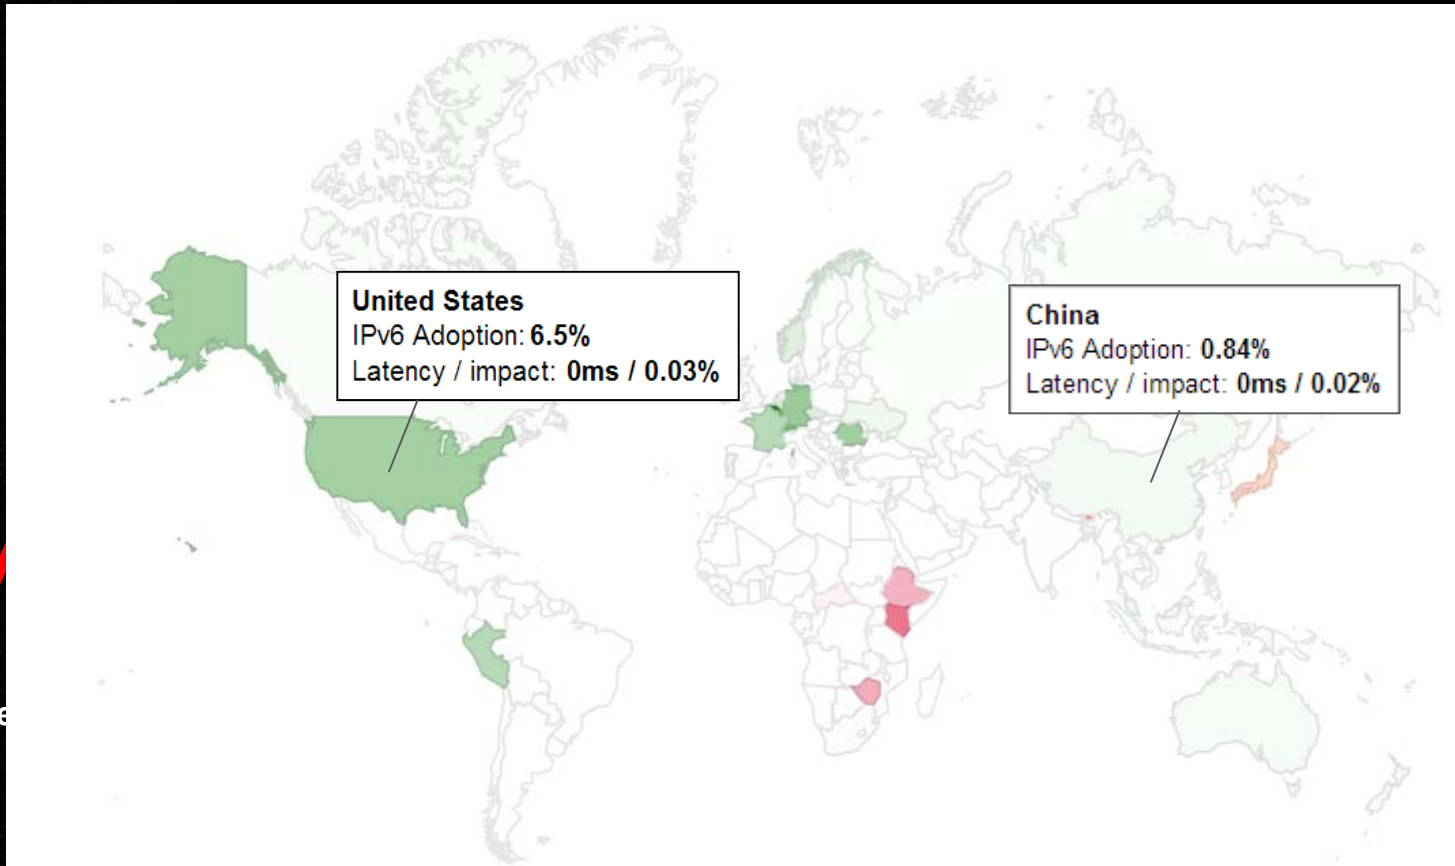 United States
IPv6 Adoption: 6.5%
Latency / impact: 0ms / 0.03%
China
IPv6 Adoption: 0.84%
Latency / impact: 0ms / 0.02%